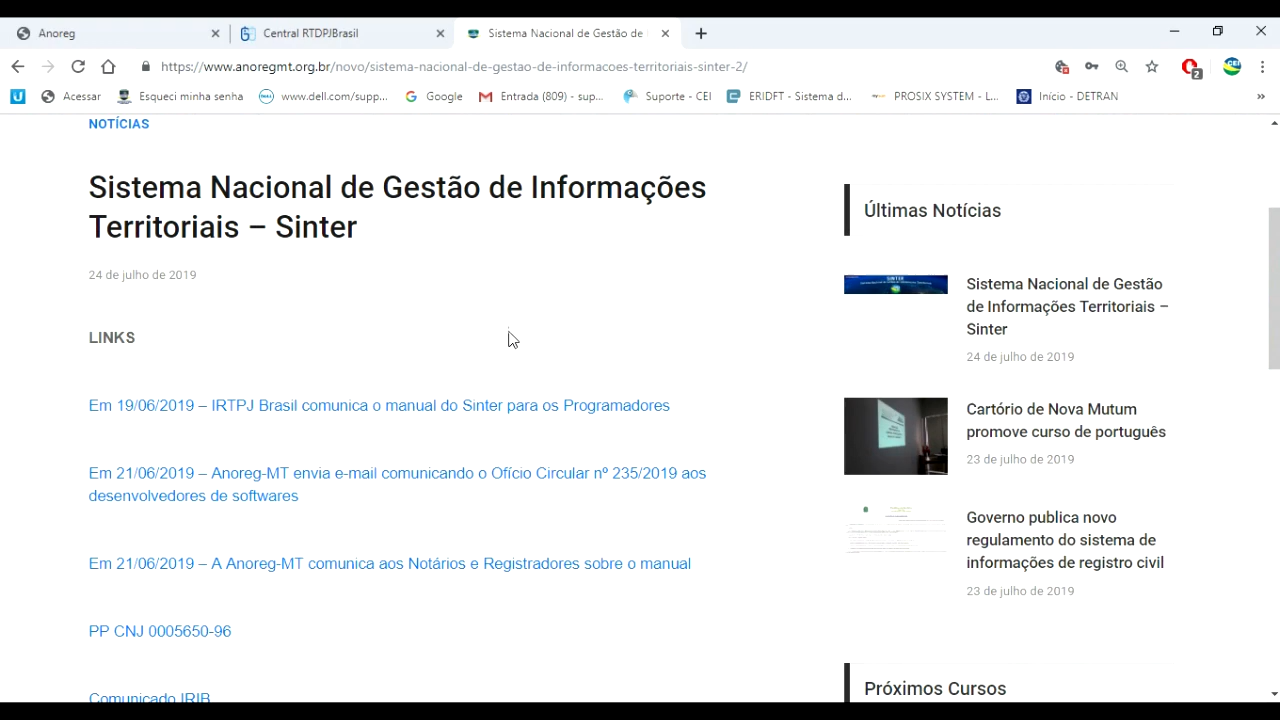 Anoreg
Central RTDPJBrasil
Sistema Nacional de Gestão de
https://www.anoregmt.org.br/novo/sistema-nacional-de-gestao-de-informacoes-territoriais-sinter-2/
2
CEI
Acessar
Esqueci minha senha
www.dell.com/supp...
Google
Entrada (809) - sup...
Suporte - CEI
ERIDFT - Sistema d...
PROSIX SYSTEM - L...
Início - DETRAN
»
NOTÍCIAS
Sistema Nacional de Gestão de Informações
Territoriais – Sinter
24 de julho de 2019
LINKS
Em 19/06/2019 – IRTPJ Brasil comunica o manual do Sinter para os Programadores
Em 21/06/2019 – Anoreg-MT envia e-mail comunicando o Ofício Circular nº 235/2019 aos
desenvolvedores de softwares
Em 21/06/2019 – A Anoreg-MT comunica aos Notários e Registradores sobre o manual
PP CNJ 0005650-96
Comunicado IRIB
Últimas Notícias
SINTER
Sistema Nacional de Gestão
de Informações Territoriais –
Sinter
24 de julho de 2019
Cartório de Nova Mutum
promove curso de português
23 de julho de 2019
Governo publica novo
regulamento do sistema de
informações de registro civil
23 de julho de 2019
Próximos Cursos